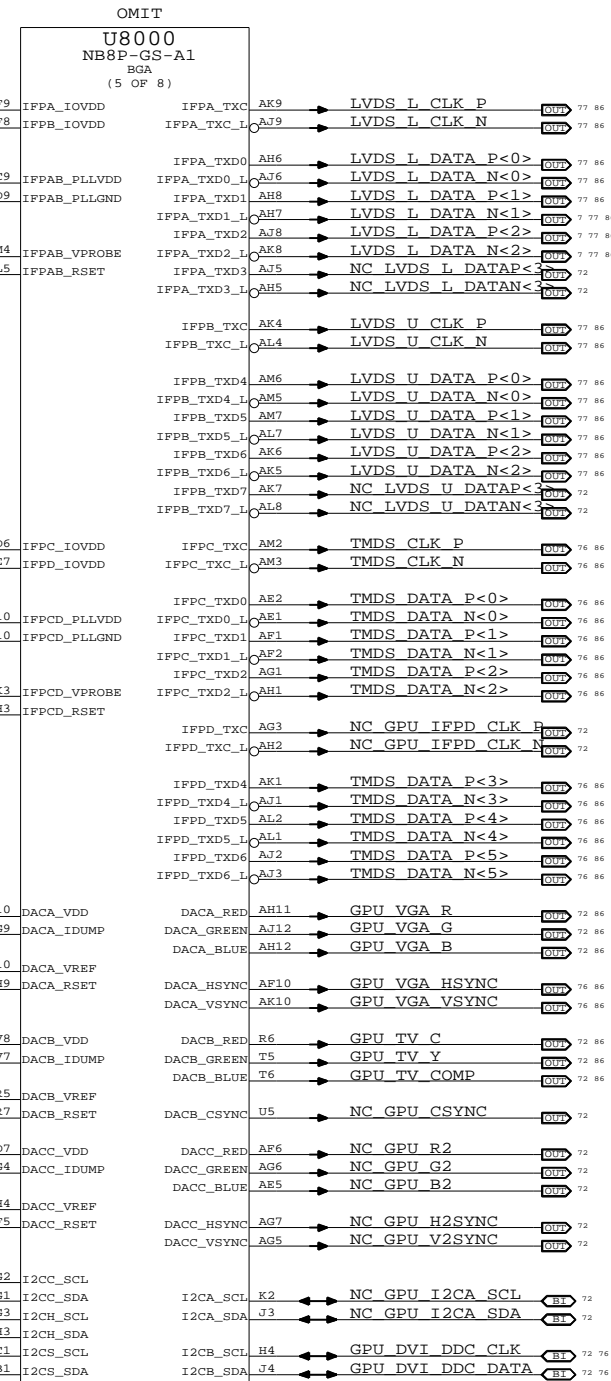 OMIT
U8000
NB8P-GS-A1
BGA
(5 OF 8)
IFPA_IOVDD IFPA_TXC AK9 LVDS_L_CLK_P OUT 77 86
IFPB_IOVDD IFPA_TXC_L AJ9 LVDS_L_CLK_N OUT 77 86
IFPA_TXD0 AH6 LVDS_L_DATA_P<0> OUT 77 86
IFPAB_PLLVDD IFPA_TXD0_L AJ6 LVDS_L_DATA_N<0> OUT 77 86
IFPAB_PLLGND IFPA_TXD1 AH8 LVDS_L_DATA_P<1> OUT 77 86
IFPA_TXD1_L AH7 LVDS_L_DATA_N<1> OUT 7 77
IFPA_TXD2 AJ8 LVDS_L_DATA_P<2> OUT 7 77
IFPAB_VPROBE IFPA_TXD2_L AK8 LVDS_L_DATA_N<2> OUT 7 77
IFPAB_RSET IFPA_TXD3 AJ5 NC_LVDS_L_DATAP<3> OUT 72
IFPA_TXD3_L AH5 NC_LVDS_L_DATAN<3> OUT 72
IFPB_TXC AK4 LVDS_U_CLK_P OUT 77 86
IFPB_TXC_L AL4 LVDS_U_CLK_N OUT 77 86
IFPB_TXD4 AM6 LVDS_U_DATA_P<0> OUT 77 86
IFPB_TXD4_L AM5 LVDS_U_DATA_N<0> OUT 77 86
IFPB_TXD5 AM7 LVDS_U_DATA_P<1> OUT 77 86
IFPB_TXD5_L AL7 LVDS_U_DATA_N<1> OUT 77 86
IFPB_TXD6 AK6 LVDS_U_DATA_P<2> OUT 77 86
IFPB_TXD6_L AK5 LVDS_U_DATA_N<2> OUT 77 86
IFPB_TXD7 AK7 NC_LVDS_U_DATAP<3> OUT 72
IFPB_TXD7_L AL8 NC_LVDS_U_DATAN<3> OUT 72
IFPC_IOVDD IFPC_TXC AM2 TMDS_CLK_P OUT 76 86
IFPD_IOVDD IFPC_TXC_L AM3 TMDS_CLK_N OUT 76 86
IFPC_TXD0 AE2 TMDS_DATA_P<0> OUT 76 86
IFPCD_PLLVDD IFPC_TXD0_L AE1 TMDS_DATA_N<0> OUT 76 86
IFPCD_PLLGND IFPC_TXD1 AF1 TMDS_DATA_P<1> OUT 76 86
IFPC_TXD1_L AF2 TMDS_DATA_N<1> OUT 76 86
IFPC_TXD2 AG1 TMDS_DATA_P<2> OUT 76 86
IFPCD_VPROBE IFPC_TXD2_L AH1 TMDS_DATA_N<2> OUT 76 86
IFPCD_RSET
IFPD_TXC AG3 NC_GPU_IFPD_CLK_P OUT 72
IFPD_TXC_L AH2 NC_GPU_IFPD_CLK_N OUT 72
IFPD_TXD4 AK1 TMDS_DATA_P<3> OUT 76 86
IFPD_TXD4_L AJ1 TMDS_DATA_N<3> OUT 76 86
IFPD_TXD5 AL2 TMDS_DATA_P<4> OUT 76 86
IFPD_TXD5_L AL1 TMDS_DATA_N<4> OUT 76 86
IFPD_TXD6 AJ2 TMDS_DATA_P<5> OUT 76 86
IFPD_TXD6_L AJ3 TMDS_DATA_N<5> OUT 76 86
DACA_VDD DACA_RED AH11 GPU_VGA_R OUT 72 86
DACA_IDUMP DACA_GREEN AJ12 GPU_VGA_G OUT 72 86
DACA_BLUE AH12 GPU_VGA_B OUT 72 86
DACA_VREF
DACA_RSET DACA_HSYNC AF10 GPU_VGA_HSYNC OUT 76 86
DACA_VSYNC AK10 GPU_VGA_VSYNC OUT 76 86
DACB_VDD DACB_RED R6 GPU_TV_C OUT 72 86
DACB_IDUMP DACB_GREEN T5 GPU_TV_Y OUT 72 86
DACB_BLUE T6 GPU_TV_COMP OUT 72 86
DACB_VREF
DACB_RSET DACB_CSYNC U5 NC_GPU_CSYNC OUT 72
DACC_VDD DACC_RED AF6 NC_GPU_R2 OUT 72
DACC_IDUMP DACC_GREEN AG6 NC_GPU_G2 OUT 72
DACC_BLUE AE5 NC_GPU_B2 OUT 72
DACC_VREF
DACC_RSET DACC_HSYNC AG7 NC_GPU_H2SYNC OUT 72
DACC_VSYNC AG5 NC_GPU_V2SYNC OUT 72
I2CC_SCL
I2CC_SDA I2CA_SCL K2 NC_GPU_I2CA_SCL BI 72
I2CH_SCL I2CA_SDA J3 NC_GPU_I2CA_SDA BI 72
I2CH_SDA
I2CS_SCL I2CB_SCL H4 GPU_DVI_DDC_CLK BI 72 76
I2CS_SDA I2CB_SDA J4 GPU_DVI_DDC_DATA BI 72 76